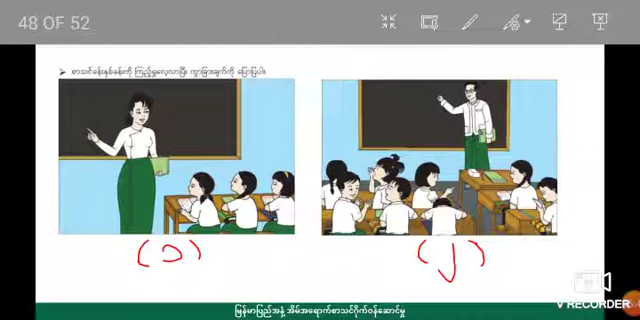 48 OF 52
➤ စာသင်ခန်းနှစ်ခန်းကို ကြည့်ရှုလေ့လာပြီး ကွာခြားချက်ကို ပြောပြပါ။
(၁) (၂)
V RECORDER
မြန်မာပြည်အနှံ့ အိမ်အရောက်စာသင်ဝိုက်ဝန်ဆောင်မှု